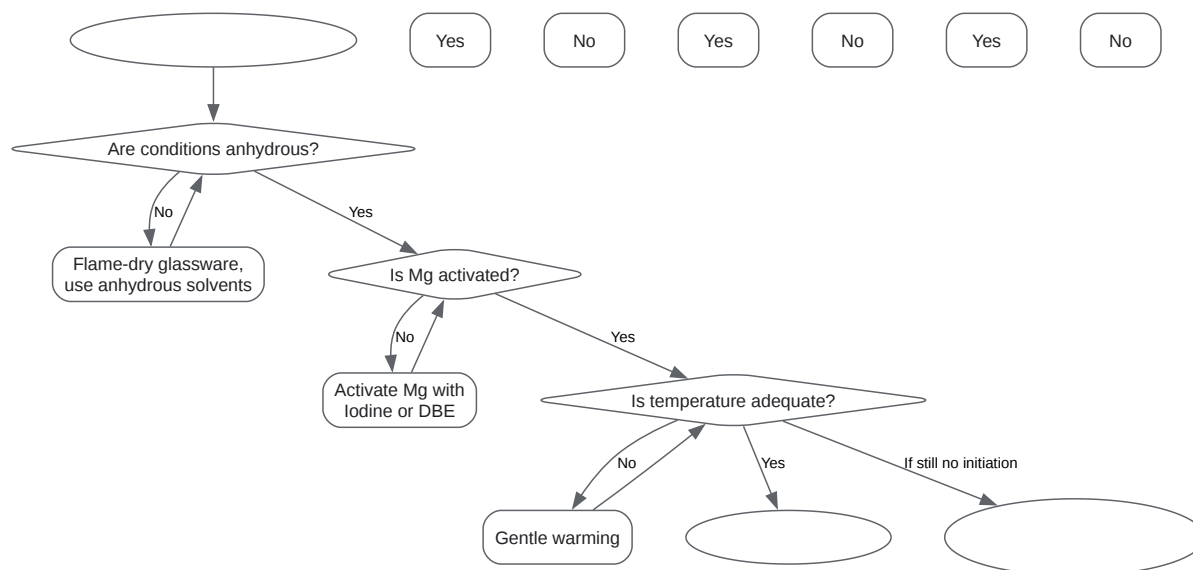 Yes
No
Yes
No
Yes
No
Are conditions anhydrous?
No
Yes
Flame-dry glassware,
use anhydrous solvents
Is Mg activated?
No
Yes
Activate Mg with
Iodine or DBE
Is temperature adequate?
No
Yes
If still no initiation
Gentle warming